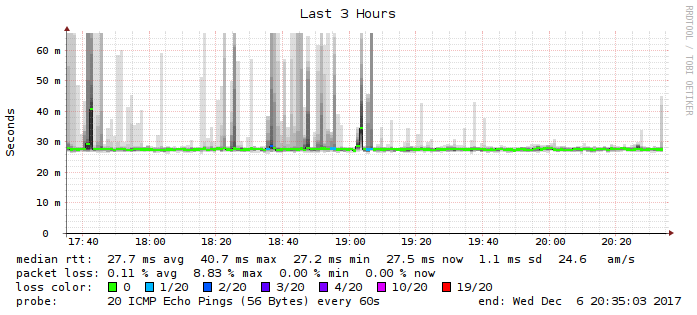 Last 3 Hours
RRDTOOL / TOBI OETIKER
Seconds
60 m
50 m
40 m
30 m
20 m
10 m
0
17:40 18:00 18:20 18:40 19:00 19:20 19:40 20:00 20:20
median rtt: 27.7 ms avg 40.7 ms max 27.2 ms min 27.5 ms now 1.1 ms sd 24.6 am/s
packet loss: 0.11 % avg 8.83 % max 0.00 % min 0.00 % now
loss color: 0 1/20 2/20 3/20 4/20 10/20 19/20
probe: 20 ICMP Echo Pings (56 Bytes) every 60s end: Wed Dec 6 20:35:03 2017